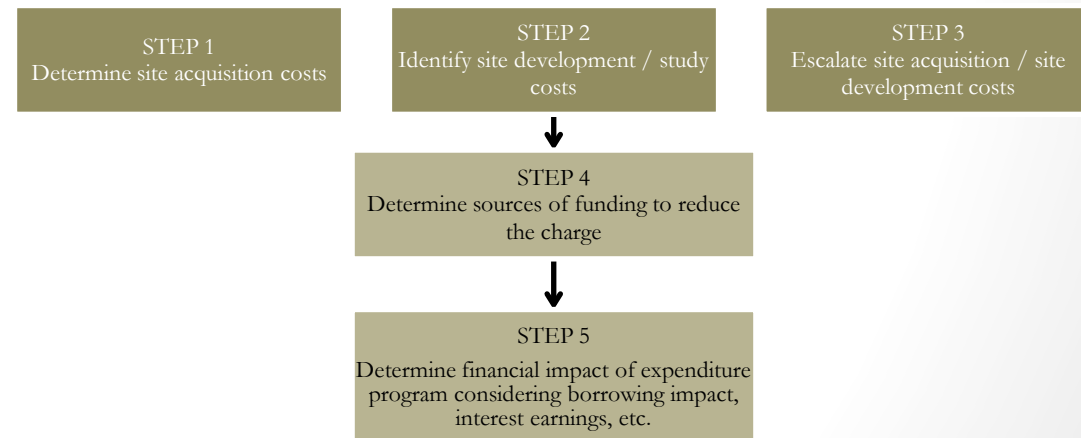 STEP 1
Determine site acquisition costs
STEP 2
Identify site development / study
costs
STEP 3
Escalate site acquisition / site
development costs
STEP 4
Determine sources of funding to reduce
the charge
STEP 5
Determine financial impact of expenditure
program considering borrowing impact,
interest earnings, etc.